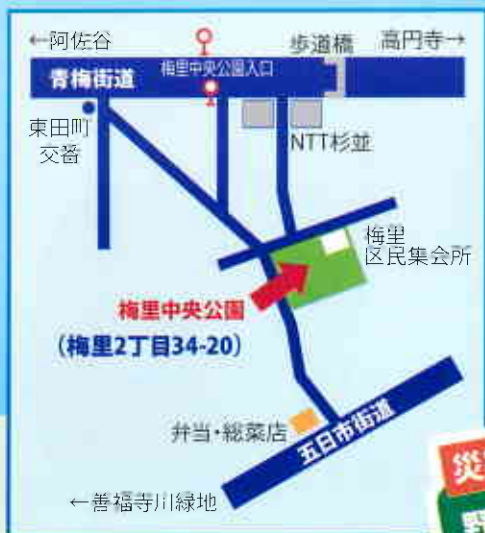 ←阿佐谷
歩道橋
高円寺→
青梅街道
梅里中央公園入口
東田町
交番
NTT杉並
梅里
区民集会所
梅里中央公園
(梅里2丁目34-20)
弁当・総菜店
五日市街道
←善福寺川緑地
災